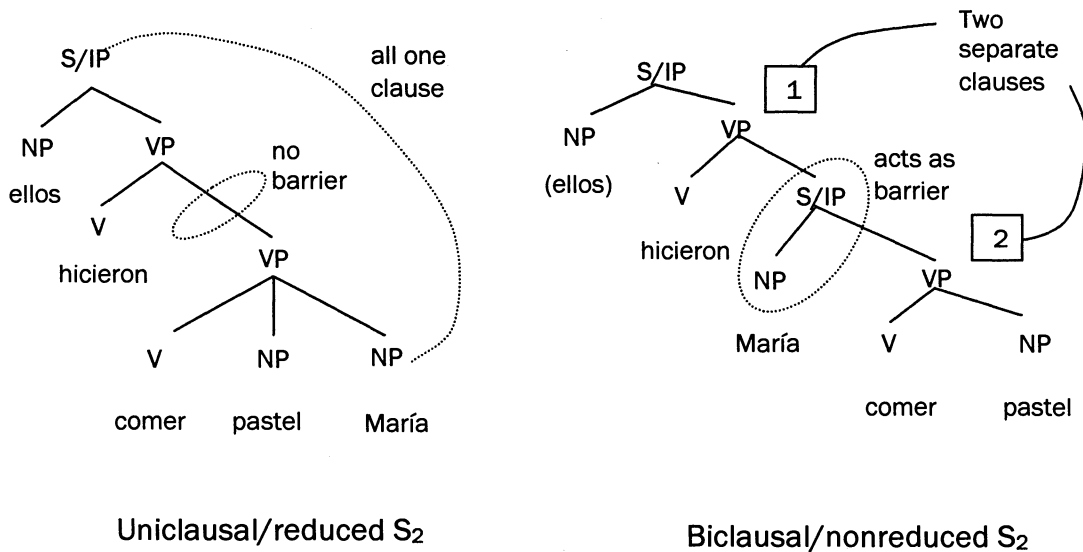 S/IP
all one
clause
NP
VP
no
barrier
ellos
V
hicieron
VP
V
NP
NP
comer
pastel
María
Uniclausal/reduced S₂
Two
separate
clauses
S/IP
1
NP
VP
(ellos)
acts as
barrier
V
S/IP
hicieron
2
NP
VP
María
V
NP
comer
pastel
Biclausal/nonreduced S₂